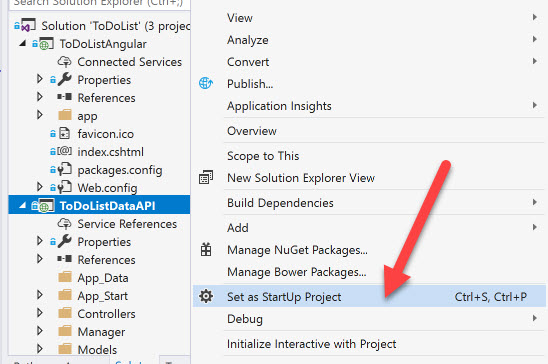 Search Solution Explorer (Ctrl+;)
Solution 'ToDoList' (3 projec
ToDoListAngular
Connected Services
Properties
References
app
favicon.ico
index.cshtml
packages.config
Web.config
ToDoListDataAPI
Service References
Properties
References
App_Data
App_Start
Controllers
Manager
Models
View
Analyze
Convert
Publish...
Application Insights
Overview
Scope to This
New Solution Explorer View
Build Dependencies
Add
Manage NuGet Packages...
Manage Bower Packages...
Set as StartUp Project Ctrl+S, Ctrl+P
Debug
Initialize Interactive with Project